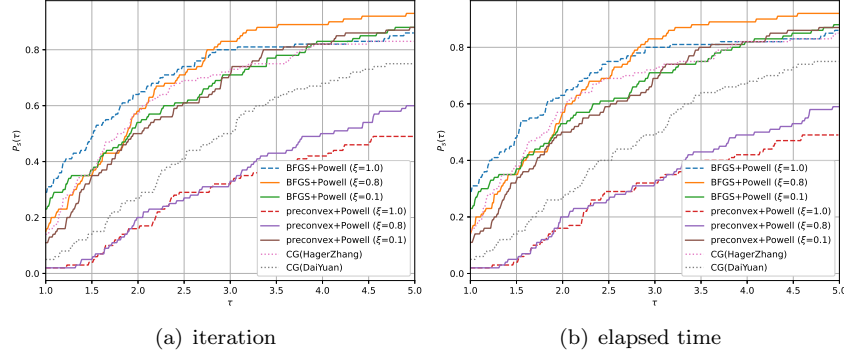 0.8
0.6
0.4
0.2
0.0
P_s(τ)
1.0 1.5 2.0 2.5 3.0 3.5 4.0 4.5 5.0
τ
BFGS+Powell (ξ=1.0)
BFGS+Powell (ξ=0.8)
BFGS+Powell (ξ=0.1)
preconvex+Powell (ξ=1.0)
preconvex+Powell (ξ=0.8)
preconvex+Powell (ξ=0.1)
CG(HagerZhang)
CG(DaiYuan)
(a) iteration
0.8
0.6
0.4
0.2
0.0
P_s(τ)
1.0 1.5 2.0 2.5 3.0 3.5 4.0 4.5 5.0
τ
BFGS+Powell (ξ=1.0)
BFGS+Powell (ξ=0.8)
BFGS+Powell (ξ=0.1)
preconvex+Powell (ξ=1.0)
preconvex+Powell (ξ=0.8)
preconvex+Powell (ξ=0.1)
CG(HagerZhang)
CG(DaiYuan)
(b) elapsed time